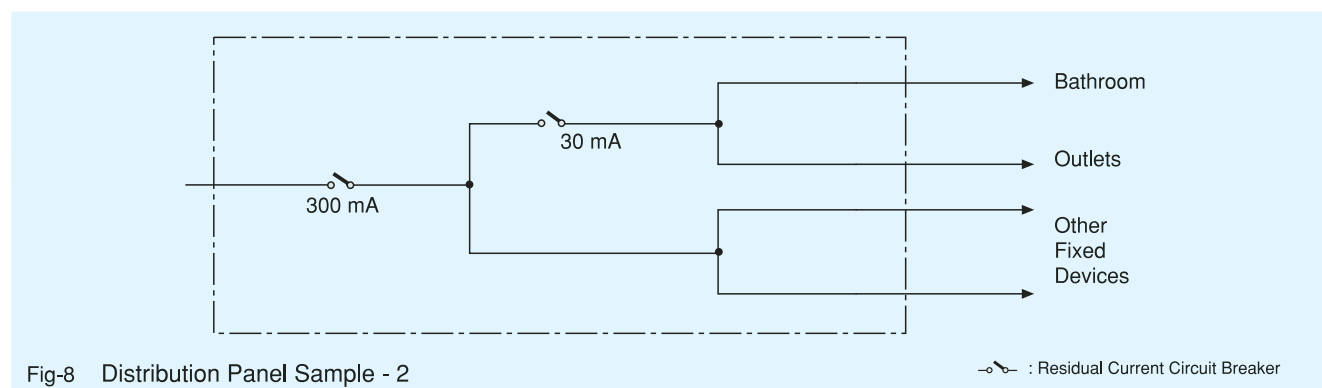 Bathroom
30 mA
Outlets
300 mA
Other
Fixed
Devices
Fig-8 Distribution Panel Sample - 2
: Residual Current Circuit Breaker